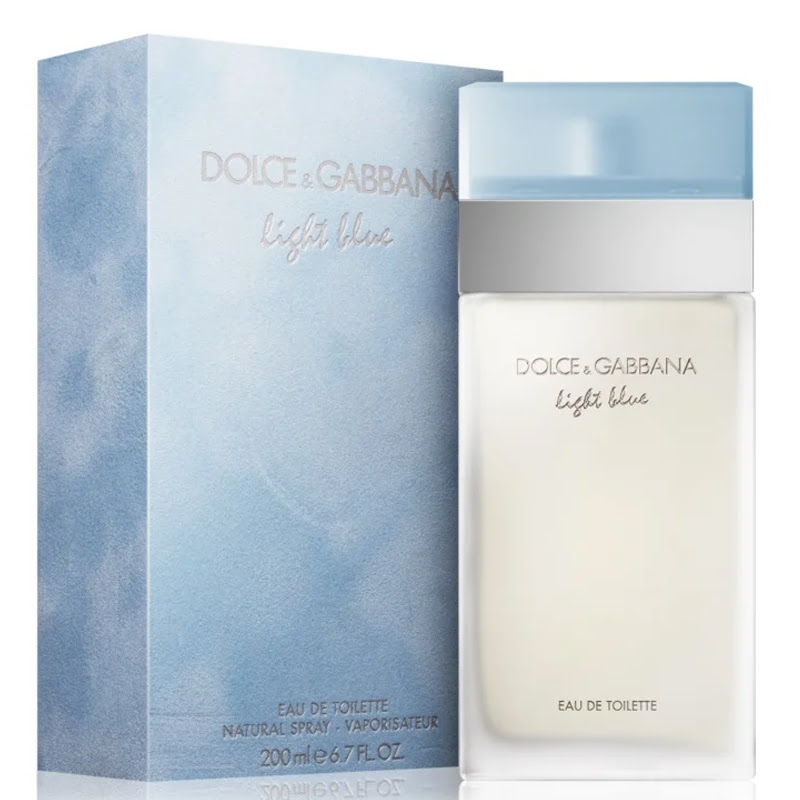 DOLCE & GABBANA
light blue
EAU DE TOILETTE
NATURAL SPRAY - VAPORISATEUR
200 ml e 6.7 FL.OZ.
DOLCE & GABBANA
light blue
EAU DE TOILETTE